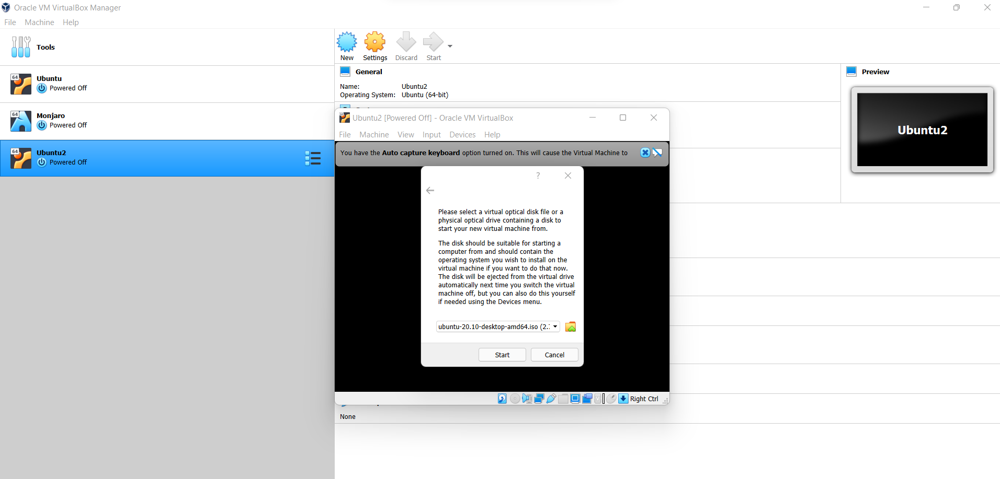 Oracle VM VirtualBox Manager
File Machine Help
Tools
New Settings Discard Start
64
Ubuntu
Powered Off
64
Monjaro
Powered Off
64
Ubuntu2
Powered Off
General
Name: Ubuntu2
Operating System: Ubuntu (64-bit)
Preview
Ubuntu2
Ubuntu2 [Powered Off] - Oracle VM VirtualBox
File Machine View Input Devices Help
You have the Auto capture keyboard option turned on. This will cause the Virtual Machine to
?
Please select a virtual optical disk file or a
physical optical drive containing a disk to
start your new virtual machine from.
The disk should be suitable for starting a
computer from and should contain the
operating system you wish to install on the
virtual machine if you want to do that now.
The disk will be ejected from the virtual drive
automatically next time you switch the virtual
machine off, but you can also do this yourself
if needed using the Devices menu.
ubuntu-20.10-desktop-amd64.iso (2.
Start Cancel
Right Ctrl
None